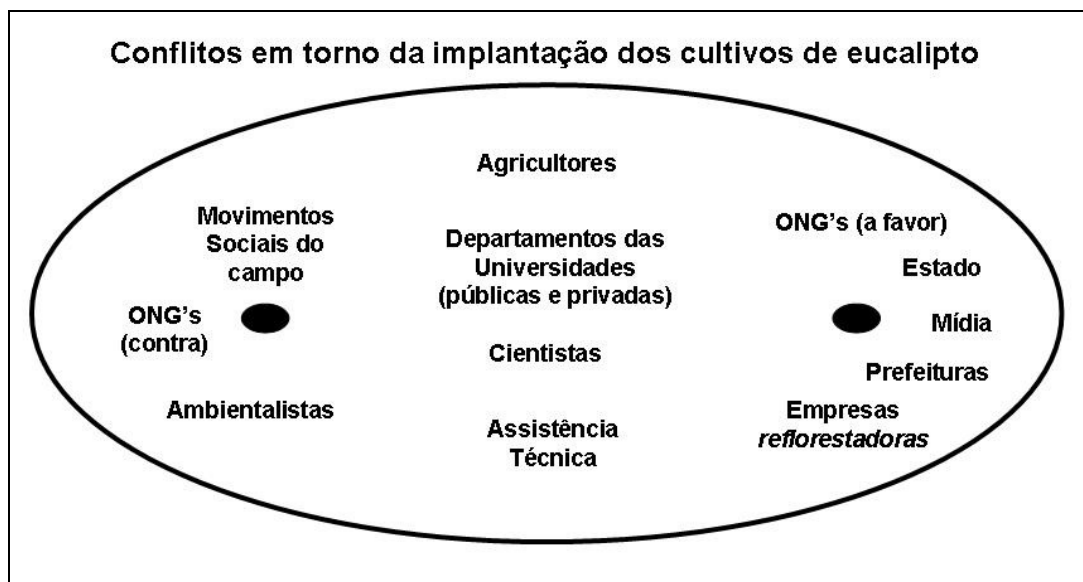 Conflitos em torno da implantação dos cultivos de eucalipto
Agricultores
Movimentos
Sociais do
campo
ONG's
(contra)
Ambientalistas
Departamentos das
Universidades
(públicas e privadas)
Cientistas
Assistência
Técnica
ONG's (a favor)
Estado
Mídia
Prefeituras
Empresas
reflorestadoras